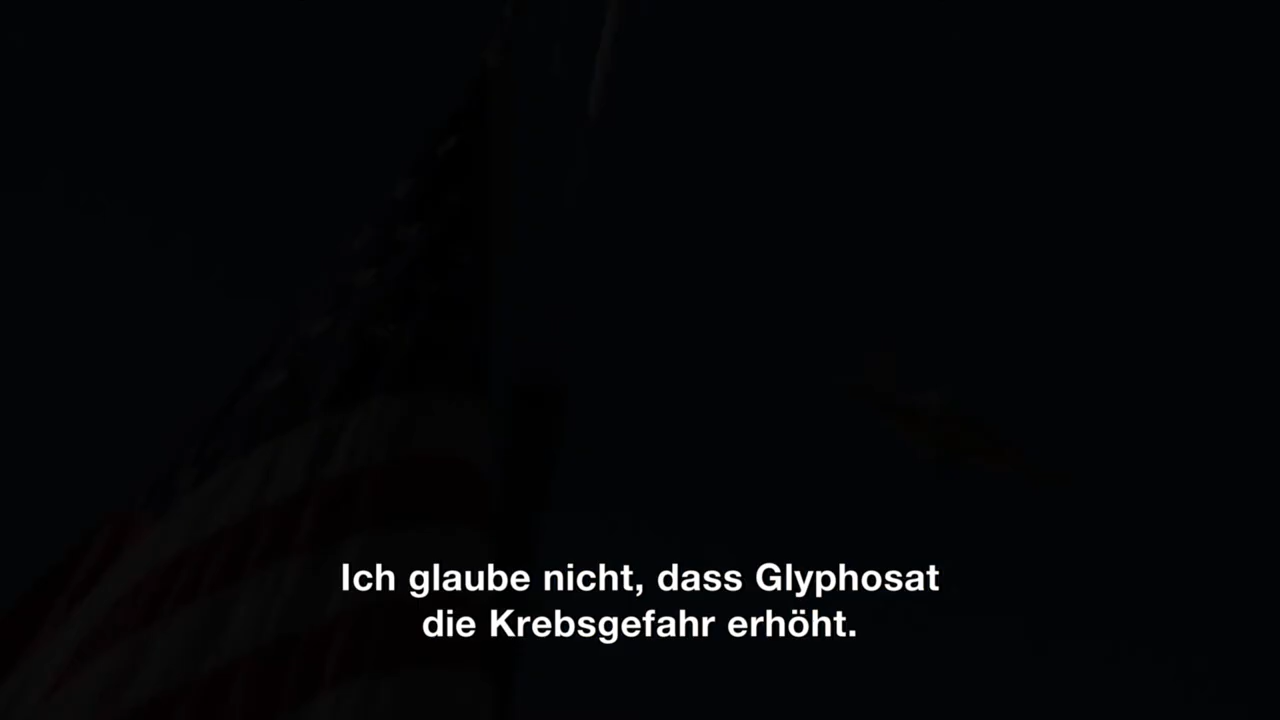 Ich glaube nicht, dass Glyphosat
die Krebsgefahr erhöht.